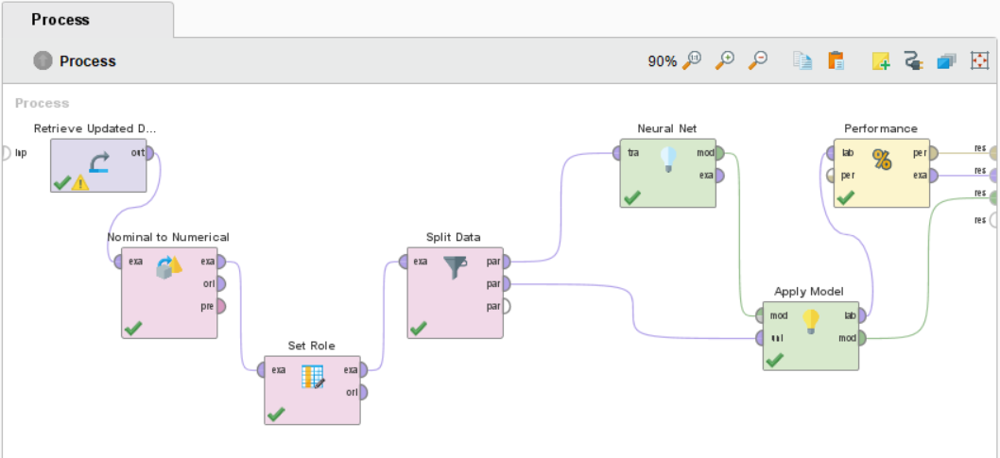 Process
Process
90%
Process
Retrieve Updated D...
Inp
out
Nominal to Numerical
exa
exa
ori
pre
Set Role
exa
exa
ori
Split Data
exa
par
par
par
Neural Net
tra
mod
exa
Apply Model
mod
unl
lab
mod
Performance
lab
per
per
exa
res
res
res
res